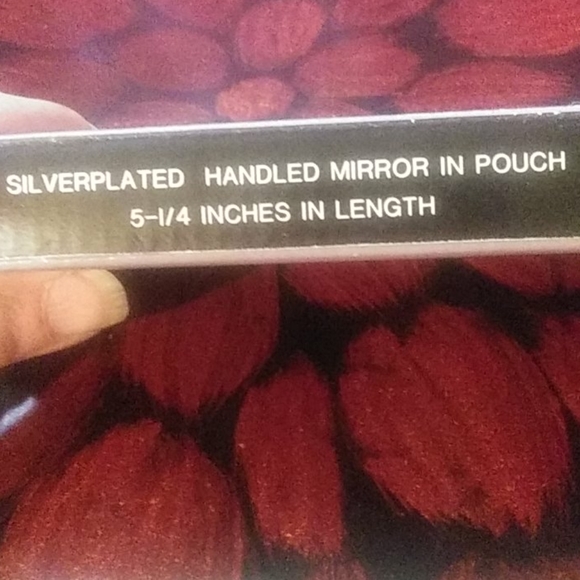 SILVERPLATED HANDLED MIRROR IN POUCH
5-1/4 INCHES IN LENGTH